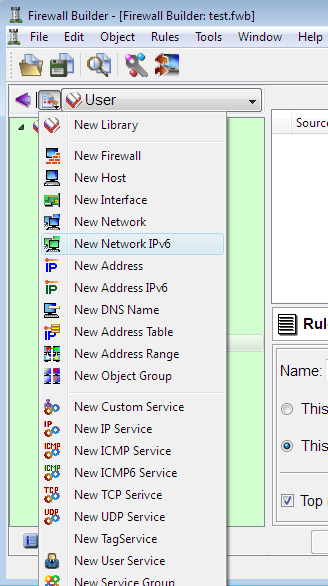 Firewall Builder - [Firewall Builder: test.fwb]
File Edit Object Rules Tools Window Help
User
New Library
Source
New Firewall
New Host
New Interface
New Network
New Network IPv6
New Address
New Address IPv6
New DNS Name
New Address Table
New Address Range
New Object Group
New Custom Service
New IP Service
New ICMP Service
New ICMP6 Service
New TCP Serivce
New UDP Service
New TagService
New User Service
New Service Group
Name:
This
This
Top